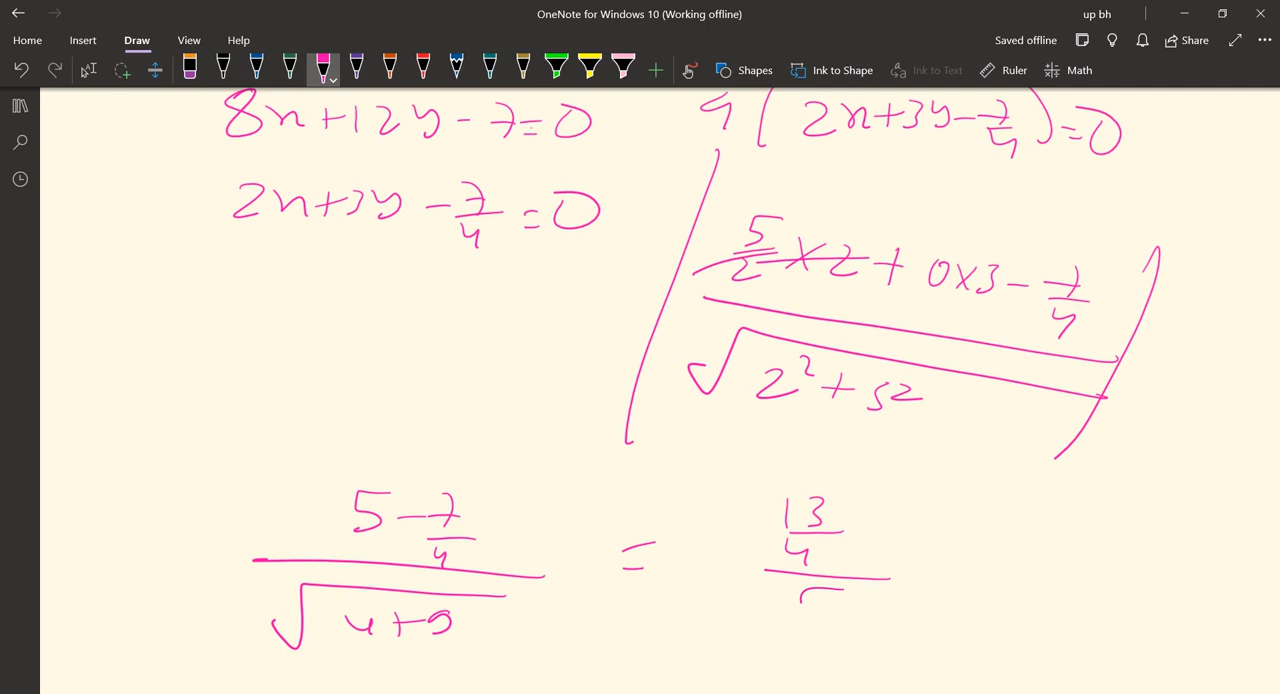 OneNote for Windows 10 (Working offline)
up bh
Home Insert Draw View Help
Saved offline
Share
Shapes Ink to Shape Ink to Text Ruler Math
8x+12y-7=0
4(2x+3y-7/4)=0
2x+3y-7/4=0
5/2×2+0×3-7/4
√2²+32
5-7/4
√4+9
=
13
4